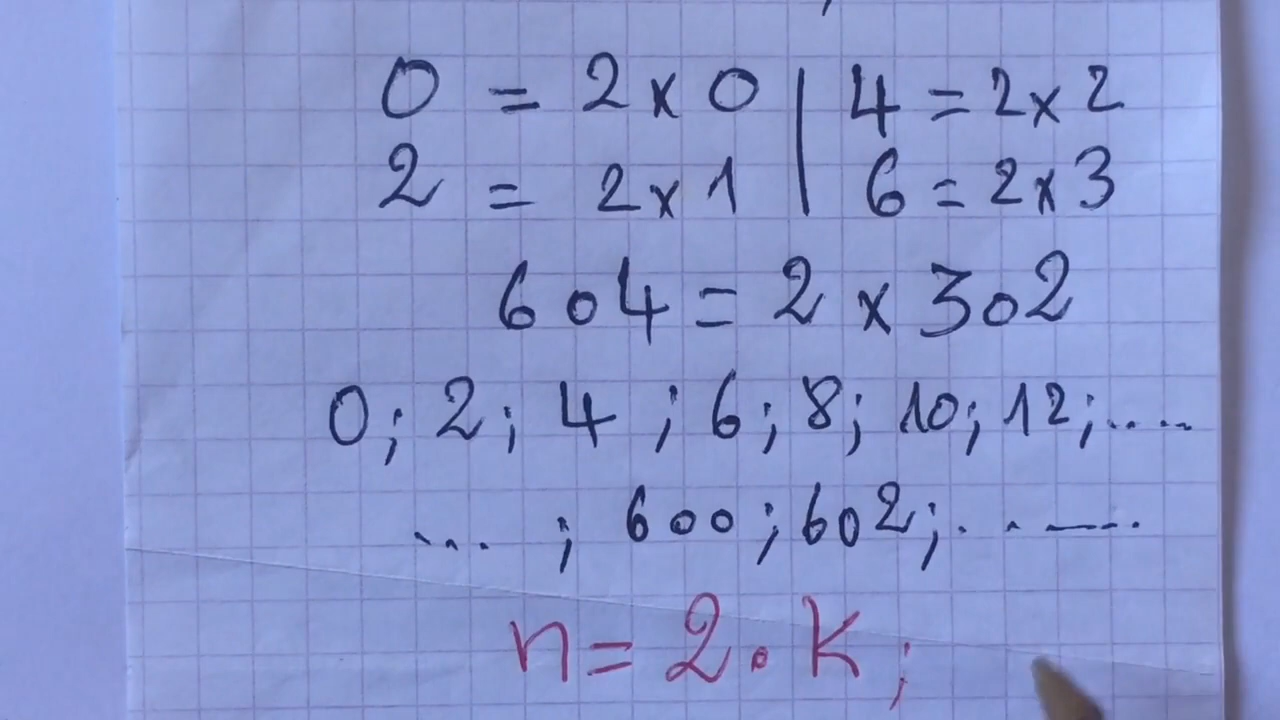 0 = 2 x 0 | 4 = 2 x 2
2 = 2 x 1 | 6 = 2 x 3
604 = 2 x 302
0; 2; 4 ; 6; 8; 10; 12; ....
... ; 600 ; 602; . . ——.
n = 2 . K ;